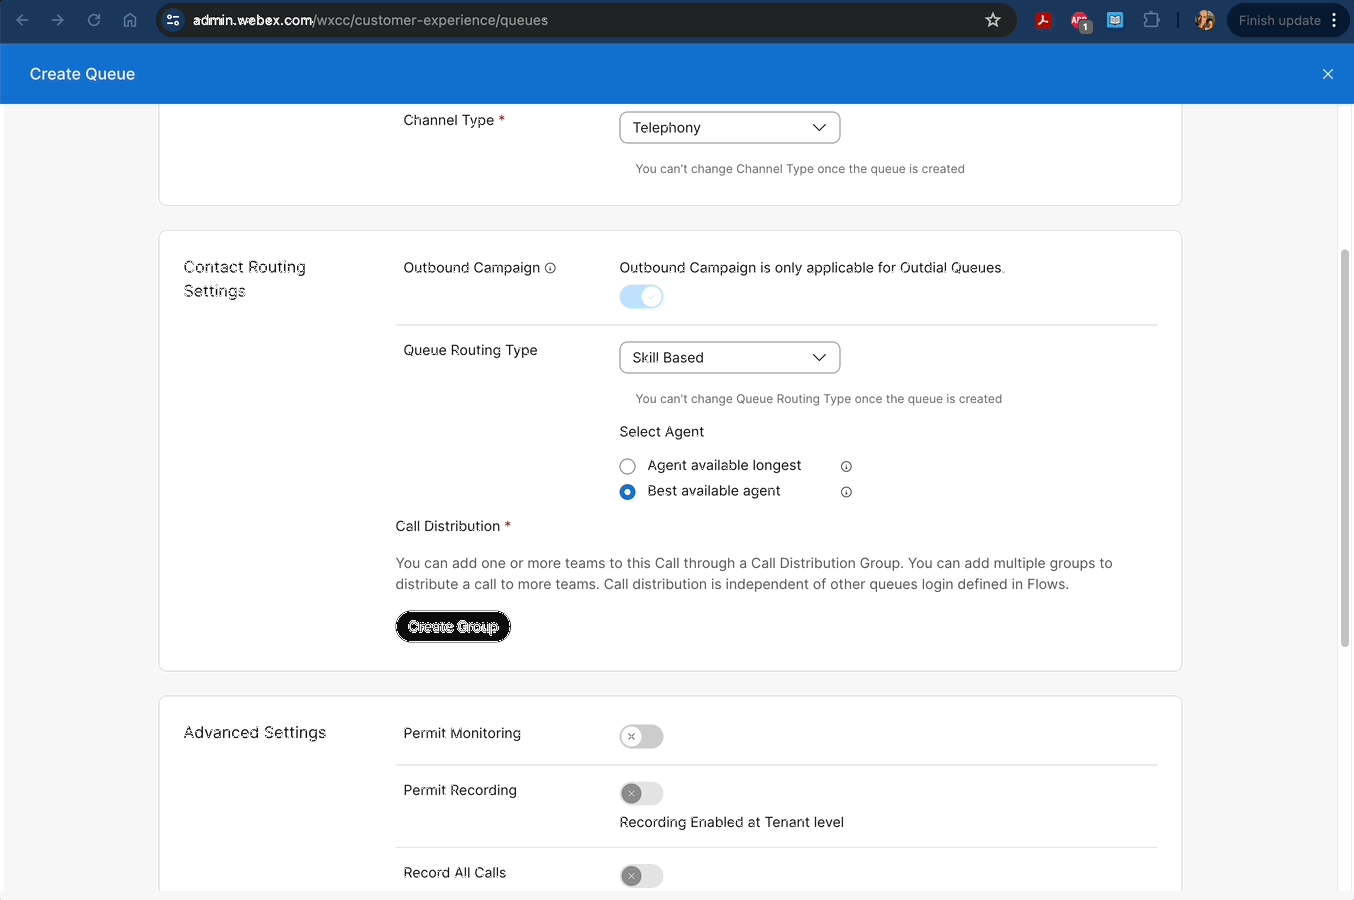 admin.webex.com/wxcc/customer-experience/queues
1
Finish update
Create Queue
Channel Type *
Telephony
You can't change Channel Type once the queue is created
Contact Routing
Settings
Outbound Campaign
Outbound Campaign is only applicable for Outdial Queues.
Queue Routing Type
Skill Based
You can't change Queue Routing Type once the queue is created
Select Agent
Agent available longest
Best available agent
Call Distribution *
You can add one or more teams to this Call through a Call Distribution Group. You can add multiple groups to
distribute a call to more teams. Call distribution is independent of other queues login defined in Flows.
Create Group
Advanced Settings
Permit Monitoring
Permit Recording
Recording Enabled at Tenant level
Record All Calls